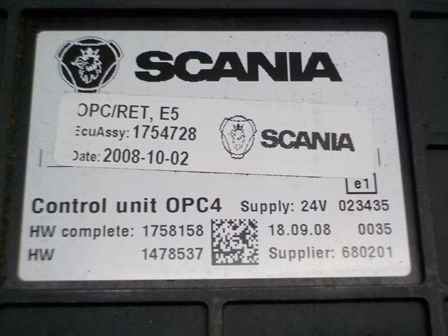 SCANIA
OPC/RET, E5
EcuAssy: 1754728
Date: 2008-10-02
SCANIA
e1
Control unit OPC4 Supply: 24V 023435
HW complete: 1758158 18.09.08 0035
HW 1478537 Supplier: 680201